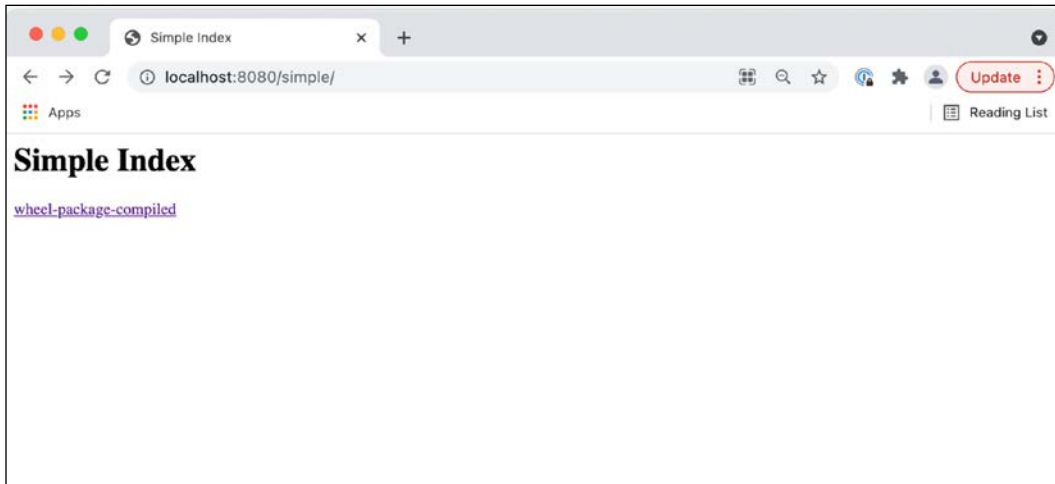 Simple Index
localhost:8080/simple/
Update
Apps
Reading List
Simple Index
wheel-package-compiled